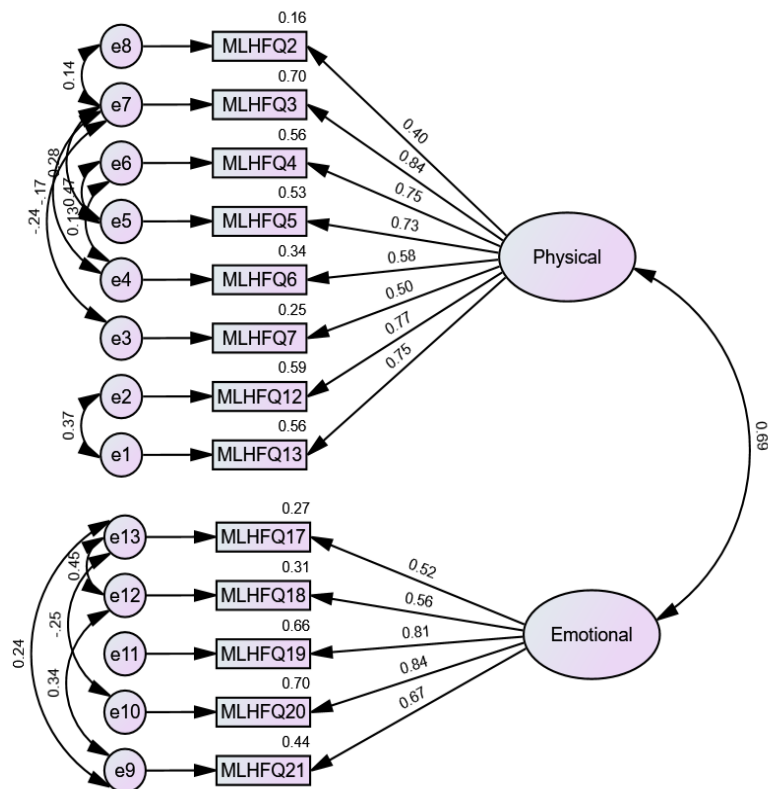 0.16
e8 MLHFQ2
0.14
0.70
e7 MLHFQ3
0.40
0.56
e6 MLHFQ4
0.84
0.28
-.17
0.47
0.53
e5 MLHFQ5
0.75
-.24
0.13
0.73
0.34
e4 MLHFQ6
0.58
Physical
0.25
e3 MLHFQ7
0.50
0.77
0.59
e2 MLHFQ12
0.75
0.37
0.56
e1 MLHFQ13
0.69
0.27
e13 MLHFQ17
0.45
0.52
0.31
e12 MLHFQ18
0.56
-.25
0.66
e11 MLHFQ19
0.81
Emotional
0.24
0.34
0.70
e10 MLHFQ20
0.84
0.67
0.44
e9 MLHFQ21